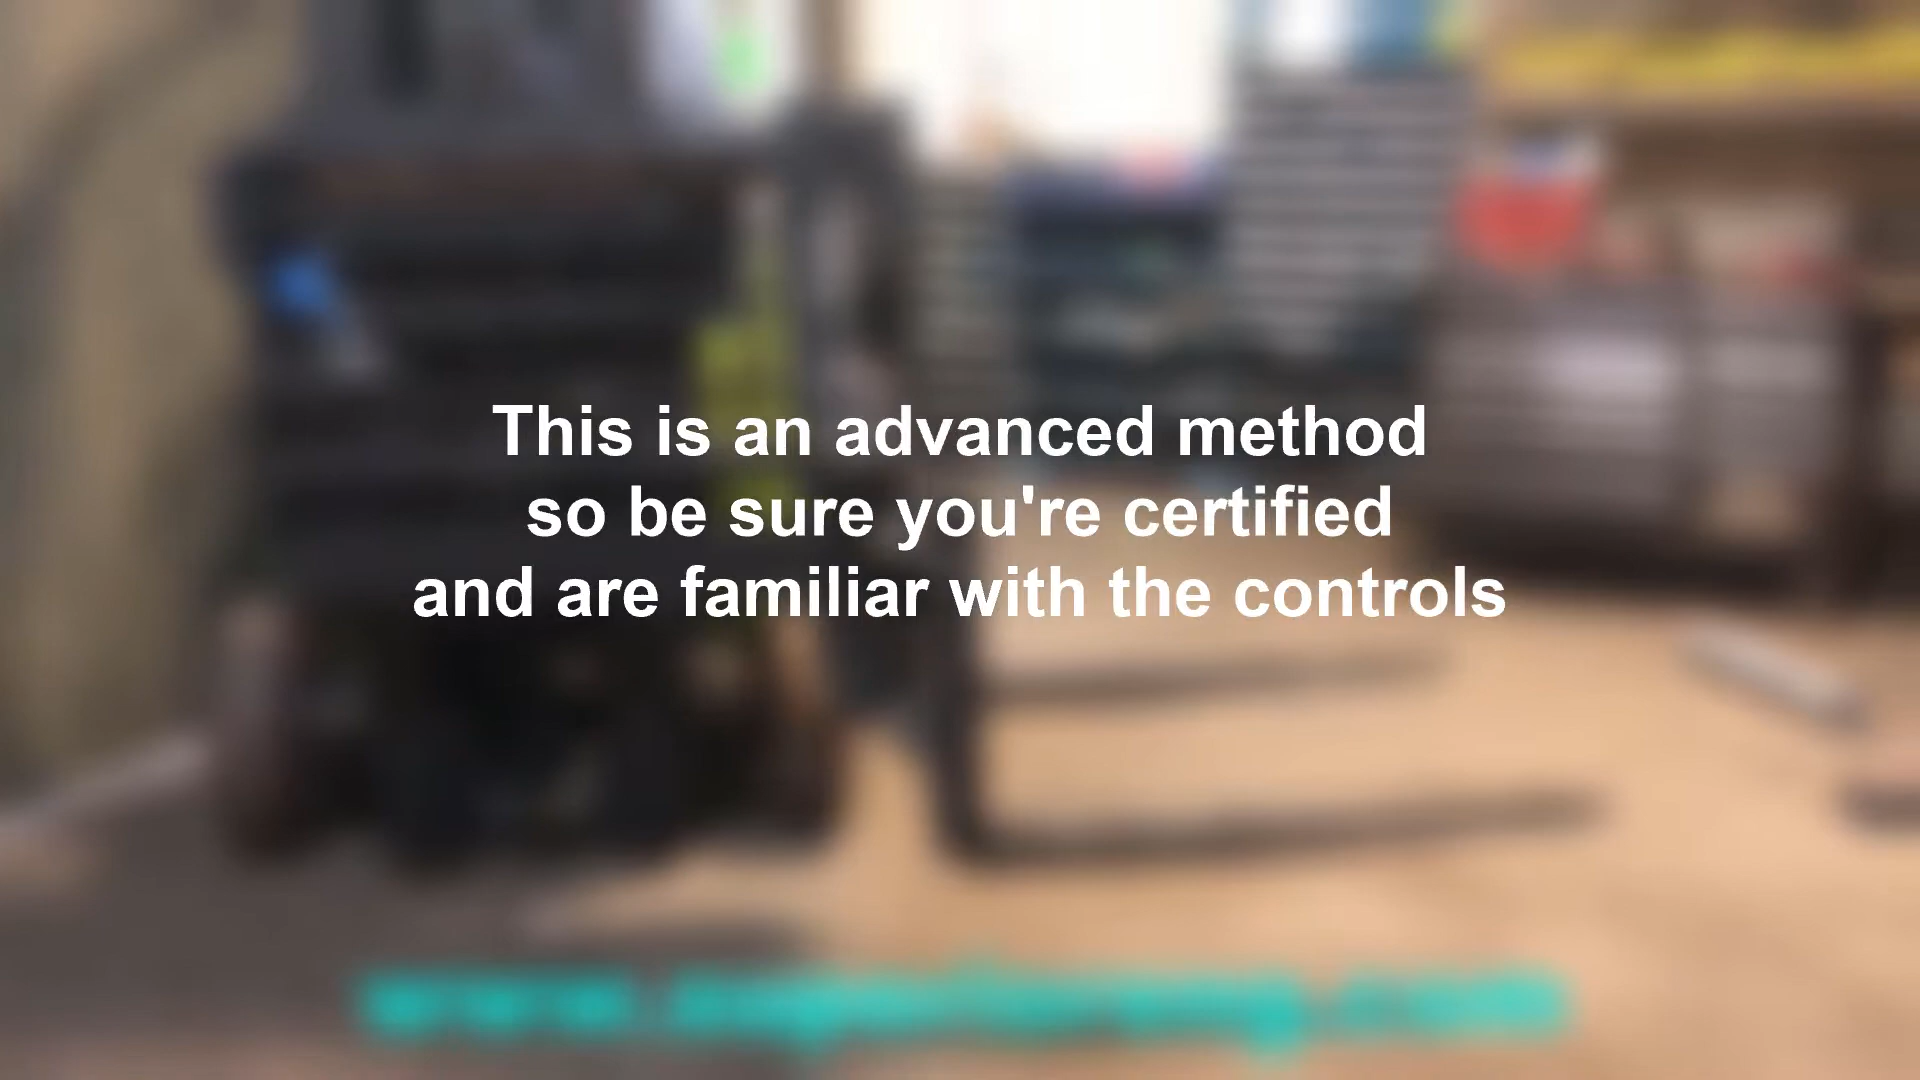 This is an advanced method
so be sure you're certified
and are familiar with the controls